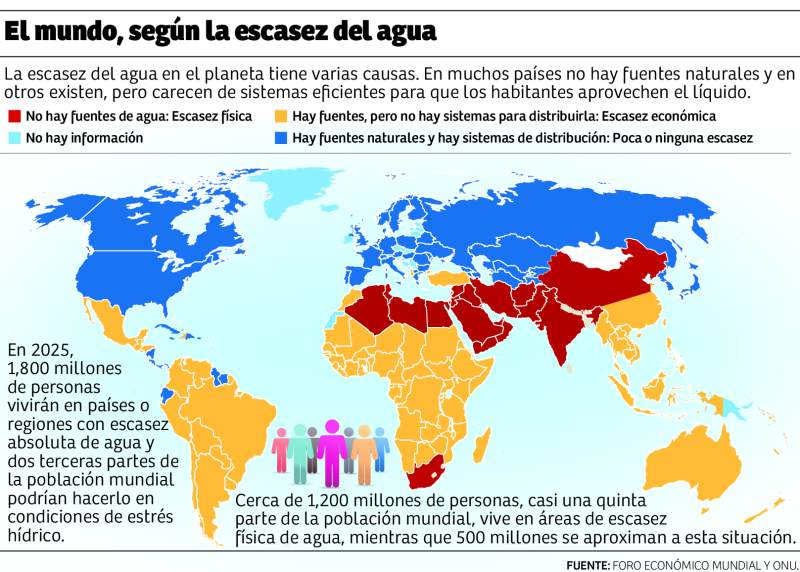 El mundo, según la escasez del agua
La escasez del agua en el planeta tiene varias causas. En muchos países no hay fuentes naturales y en
otros existen, pero carecen de sistemas eficientes para que los habitantes aprovechen el líquido.
No hay fuentes de agua: Escasez física
Hay fuentes, pero no hay sistemas para distribuirla: Escasez económica
No hay información
Hay fuentes naturales y hay sistemas de distribución: Poca o ninguna escasez
En 2025,
1,800 millones
de personas
vivirán en países o
regiones con escasez
absoluta de agua y
dos terceras partes de
la población mundial
podrían hacerlo en
condiciones de estrés
hídrico.
Cerca de 1,200 millones de personas, casi una quinta
parte de la población mundial, vive en áreas de escasez
física de agua, mientras que 500 millones se aproximan a esta situación.
FUENTE: FORO ECONÓMICO MUNDIAL Y ONU.